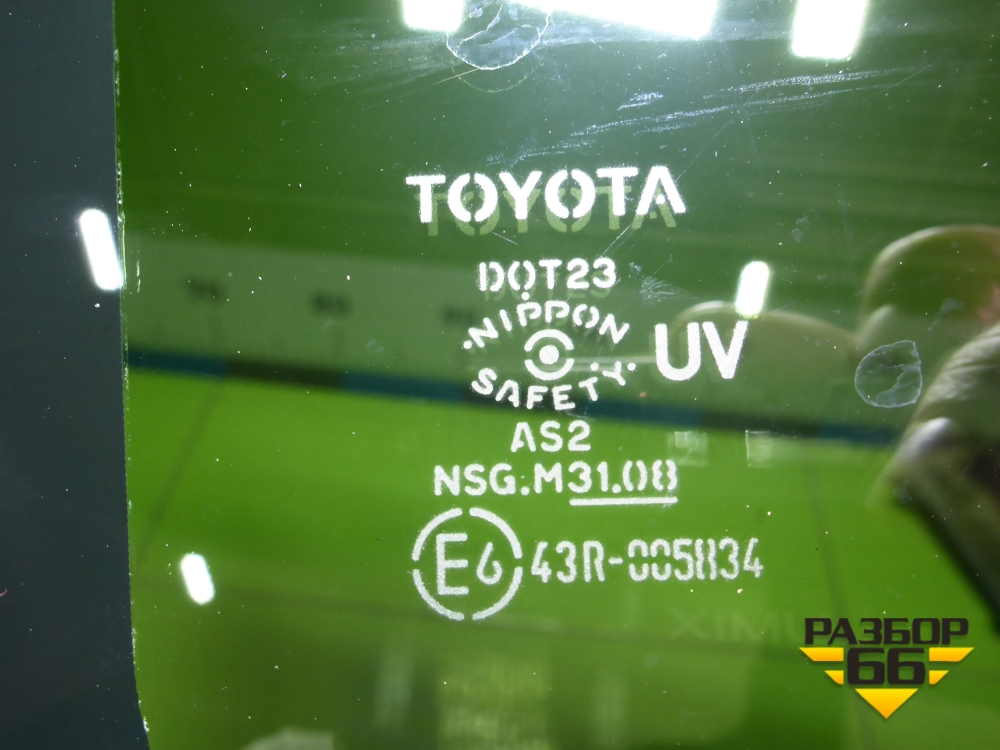 TOYOTA
DOT23
NIPPON
SAFETY
UV
AS2
NSG.M31.08
E6 43R-005834
РАЗБОР
66